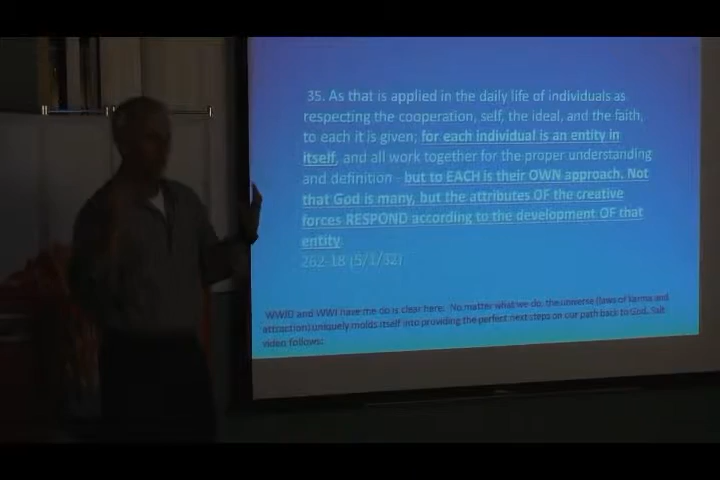 35. As that is applied in the daily life of individuals as
respecting the cooperation, self, the ideal, and the faith,
to each it is given; for each individual is an entity in
itself, and all work together for the proper understanding
and definition - but to EACH is their OWN approach. Not
that God is many, but the attributes OF the creative
forces RESPOND according to the development OF that
entity.
262-18 (5/1/32)
WWJD and WWI have me do is clear here. No matter what we do, the universe (laws of karma and
attraction) uniquely molds itself into providing the perfect next steps on our path back to God. Salt
video follows: